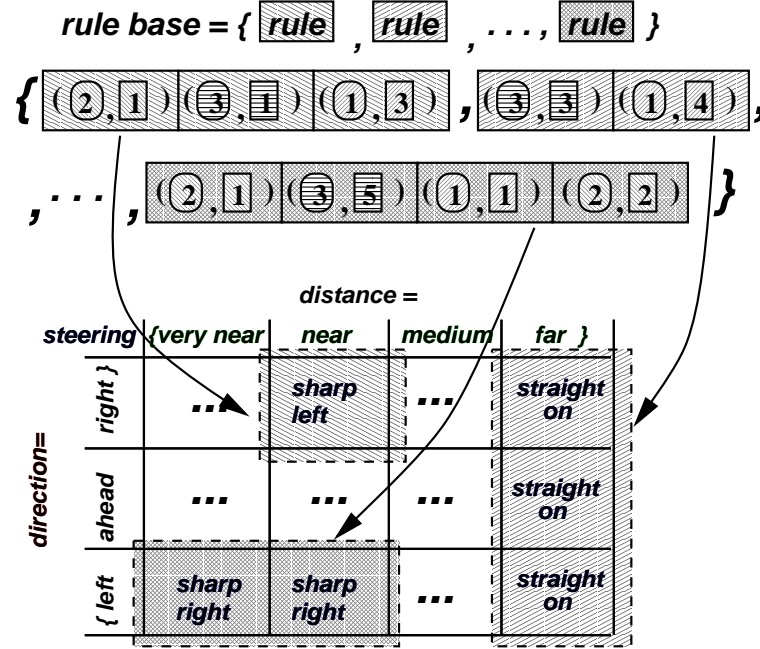 rule base = { rule , rule , . . . , rule }
{ (2,1) (3,1) (1,3) , (3,3) (1,4) ,
, . . . , (2,1) (3,5) (1,1) (2,2) }
distance =
steering {very near near medium far }
direction= right } ... sharp left ... straight on
ahead ... ... ... straight on
{ left sharp right sharp right ... straight on